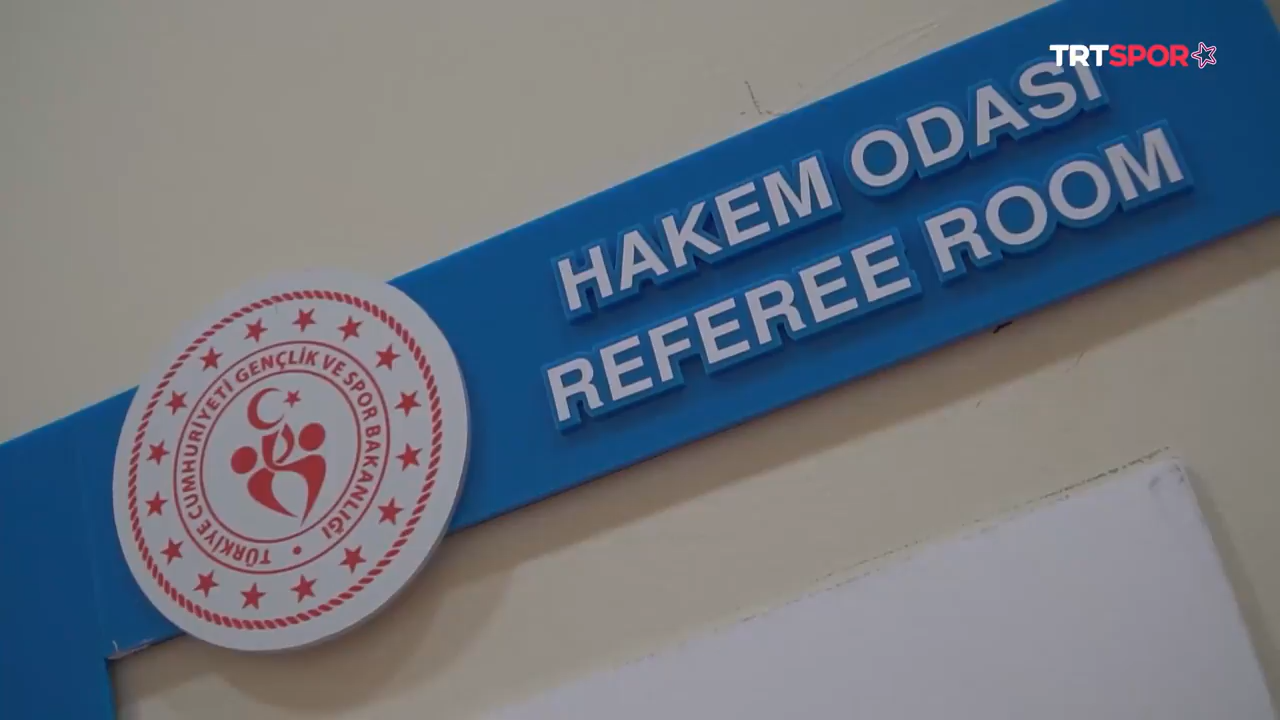 TRTSPOR
HAKEM ODASI
REFEREE ROOM
TÜRKİYE CUMHURİYETİ GENÇLİK VE SPOR BAKANLIĞI